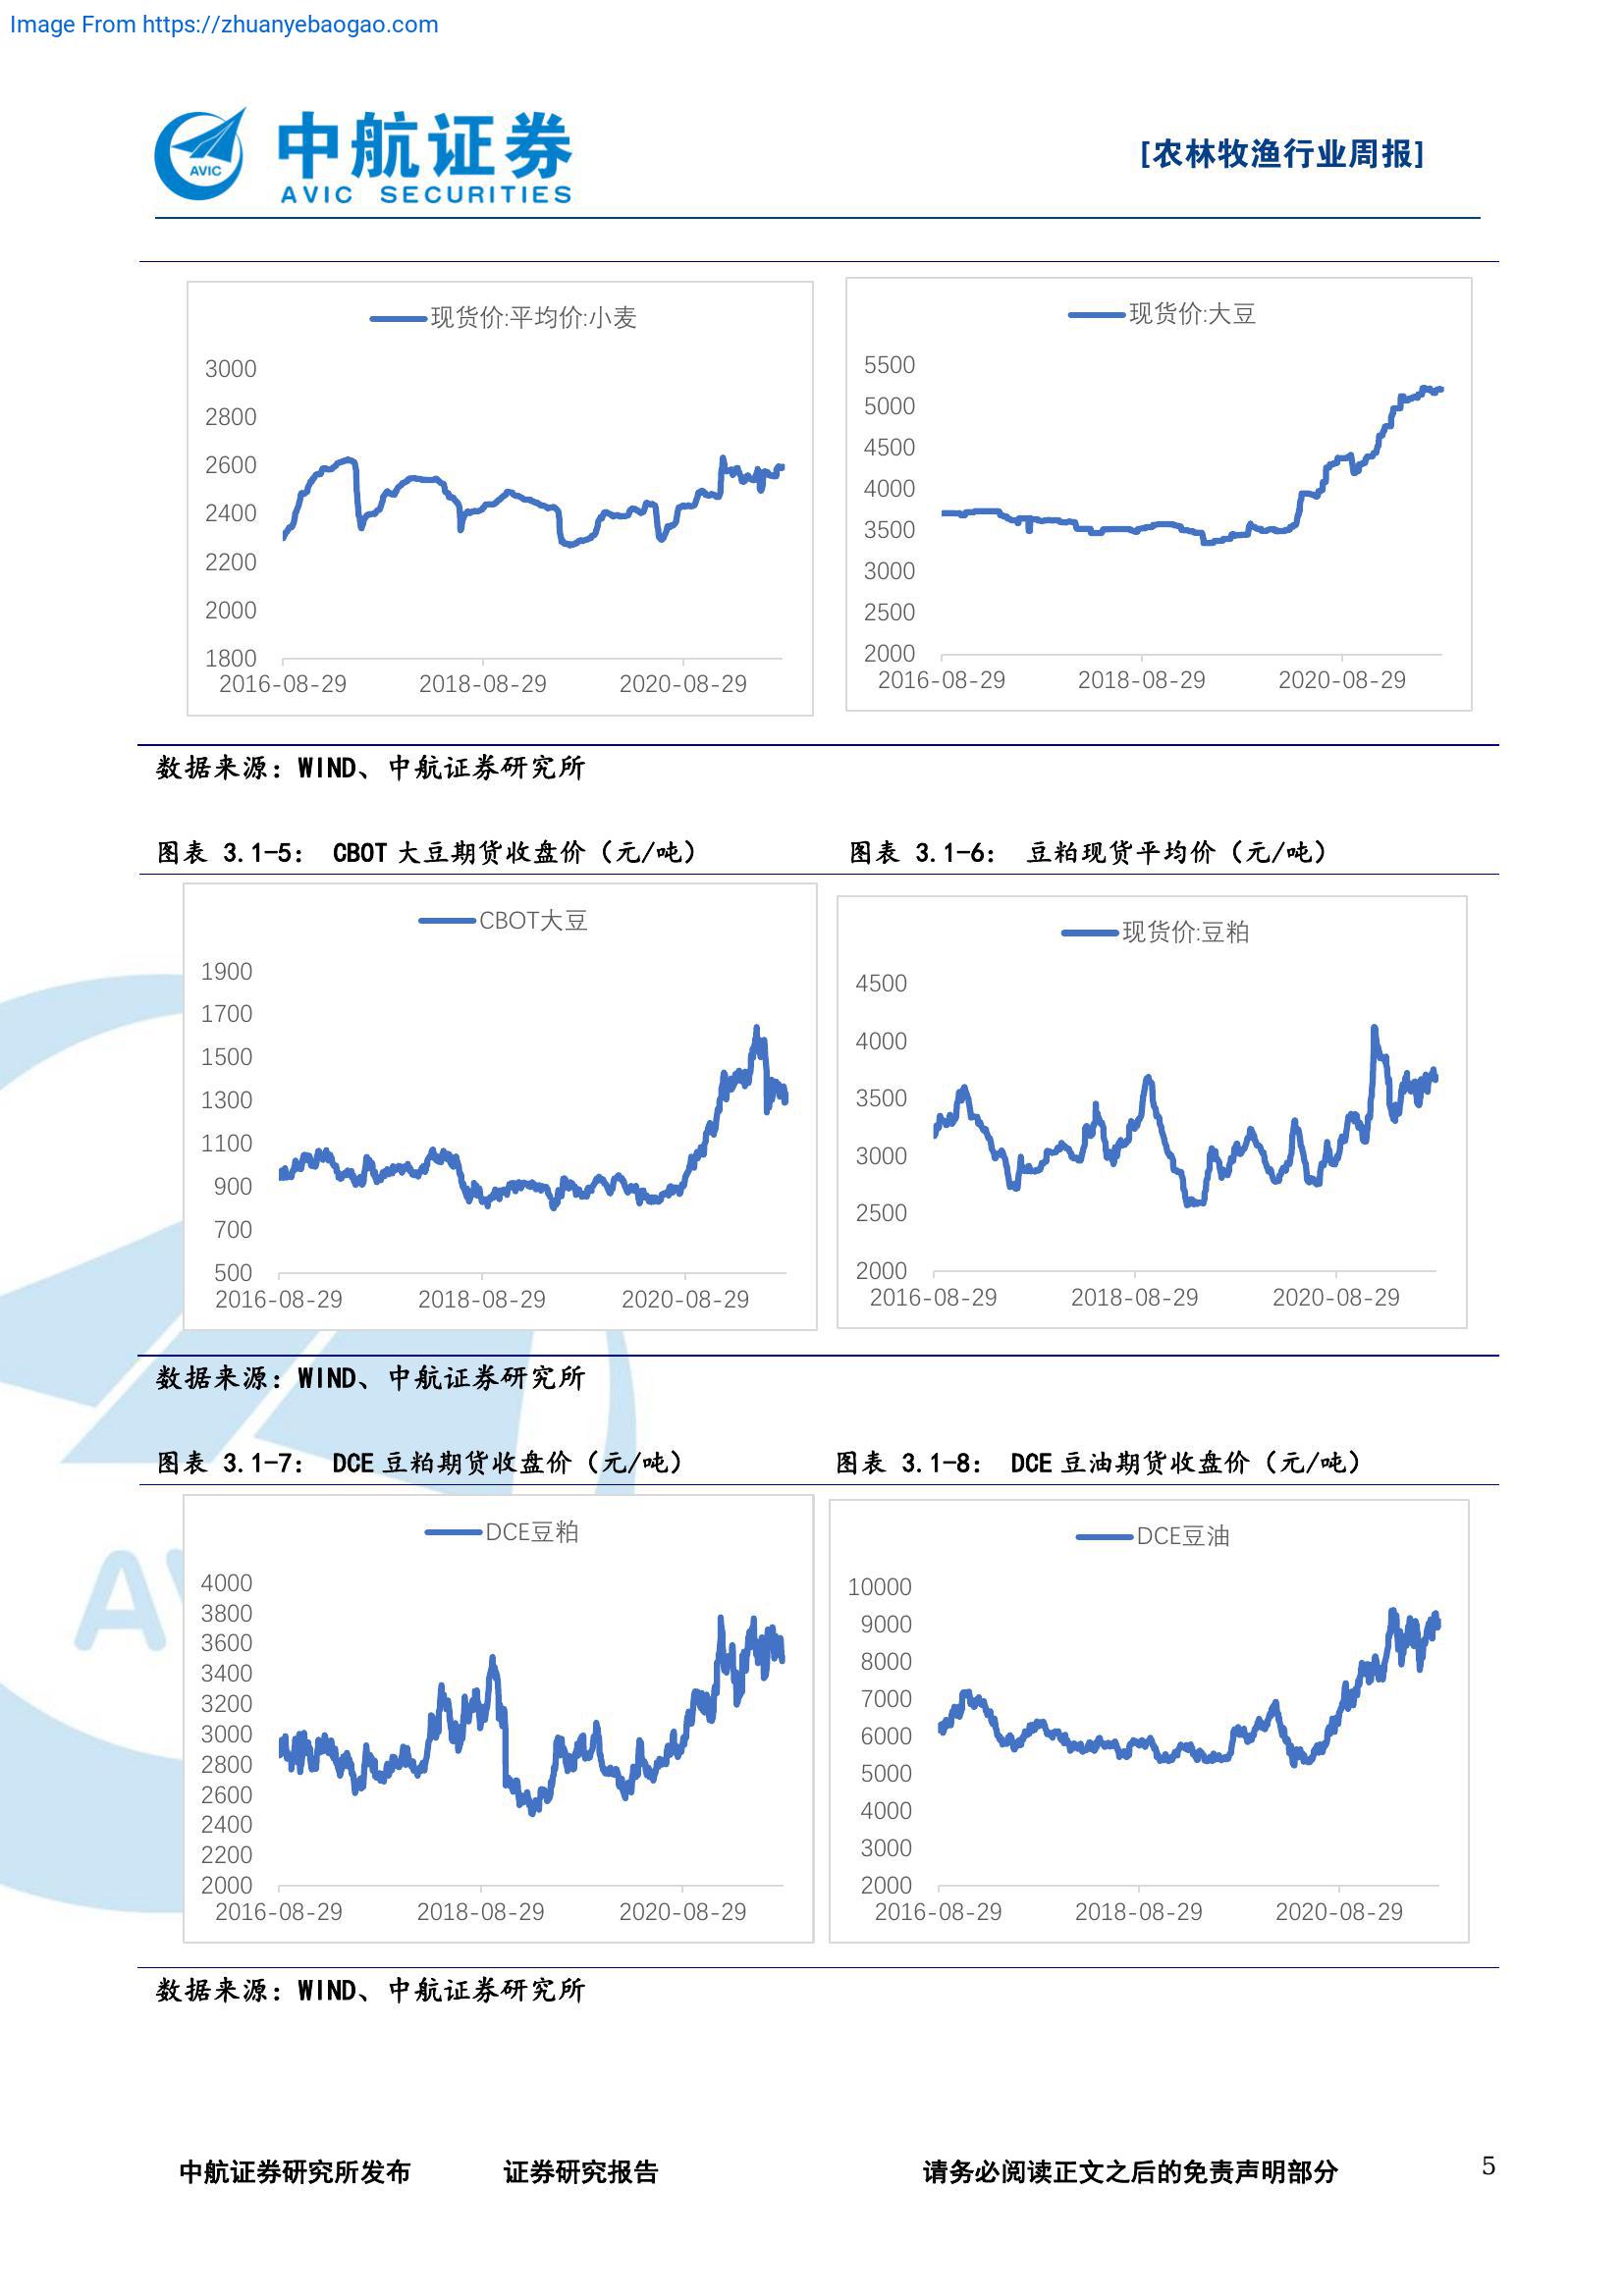 Image From https://zhuanyebaogao.com
AVIC
中航证券
AVIC SECURITIES
[农林牧渔行业周报]
现货价:平均价:小麦
3000
2800
2600
2400
2200
2000
1800
2016-08-29 2018-08-29 2020-08-29
现货价:大豆
5500
5000
4500
4000
3500
3000
2500
2000
2016-08-29 2018-08-29 2020-08-29
数据来源：WIND、中航证券研究所
图表 3.1-5： CBOT 大豆期货收盘价（元/吨）
图表 3.1-6： 豆粕现货平均价（元/吨）
CBOT大豆
1900
1700
1500
1300
1100
900
700
500
2016-08-29 2018-08-29 2020-08-29
现货价:豆粕
4500
4000
3500
3000
2500
2000
2016-08-29 2018-08-29 2020-08-29
数据来源：WIND、中航证券研究所
图表 3.1-7： DCE 豆粕期货收盘价（元/吨）
图表 3.1-8： DCE 豆油期货收盘价（元/吨）
DCE豆粕
4000
3800
3600
3400
3200
3000
2800
2600
2400
2200
2000
2016-08-29 2018-08-29 2020-08-29
DCE豆油
10000
9000
8000
7000
6000
5000
4000
3000
2000
2016-08-29 2018-08-29 2020-08-29
数据来源：WIND、中航证券研究所
中航证券研究所发布 证券研究报告 请务必阅读正文之后的免责声明部分 5